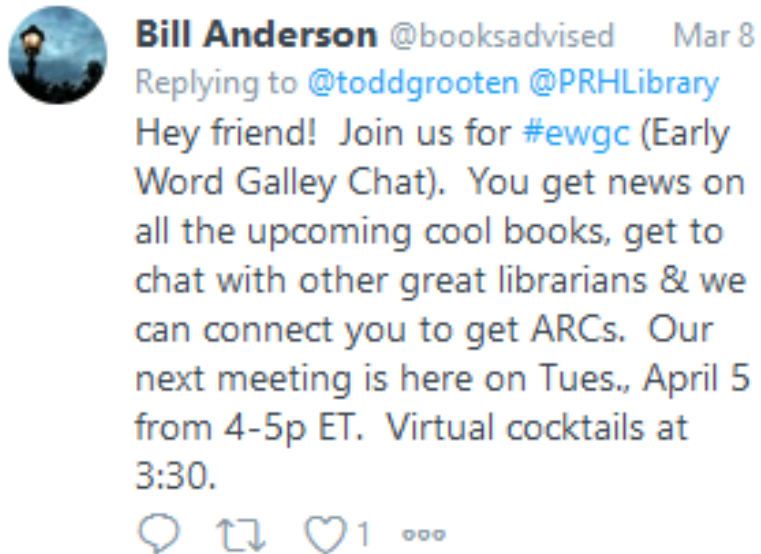 Bill Anderson @booksadvised Mar 8
Replying to @toddgrooten @PRHLibrary
Hey friend!  Join us for #ewgc (Early
Word Galley Chat).  You get news on
all the upcoming cool books, get to
chat with other great librarians & we
can connect you to get ARCs.  Our
next meeting is here on Tues., April 5
from 4-5p ET.  Virtual cocktails at
3:30.
1